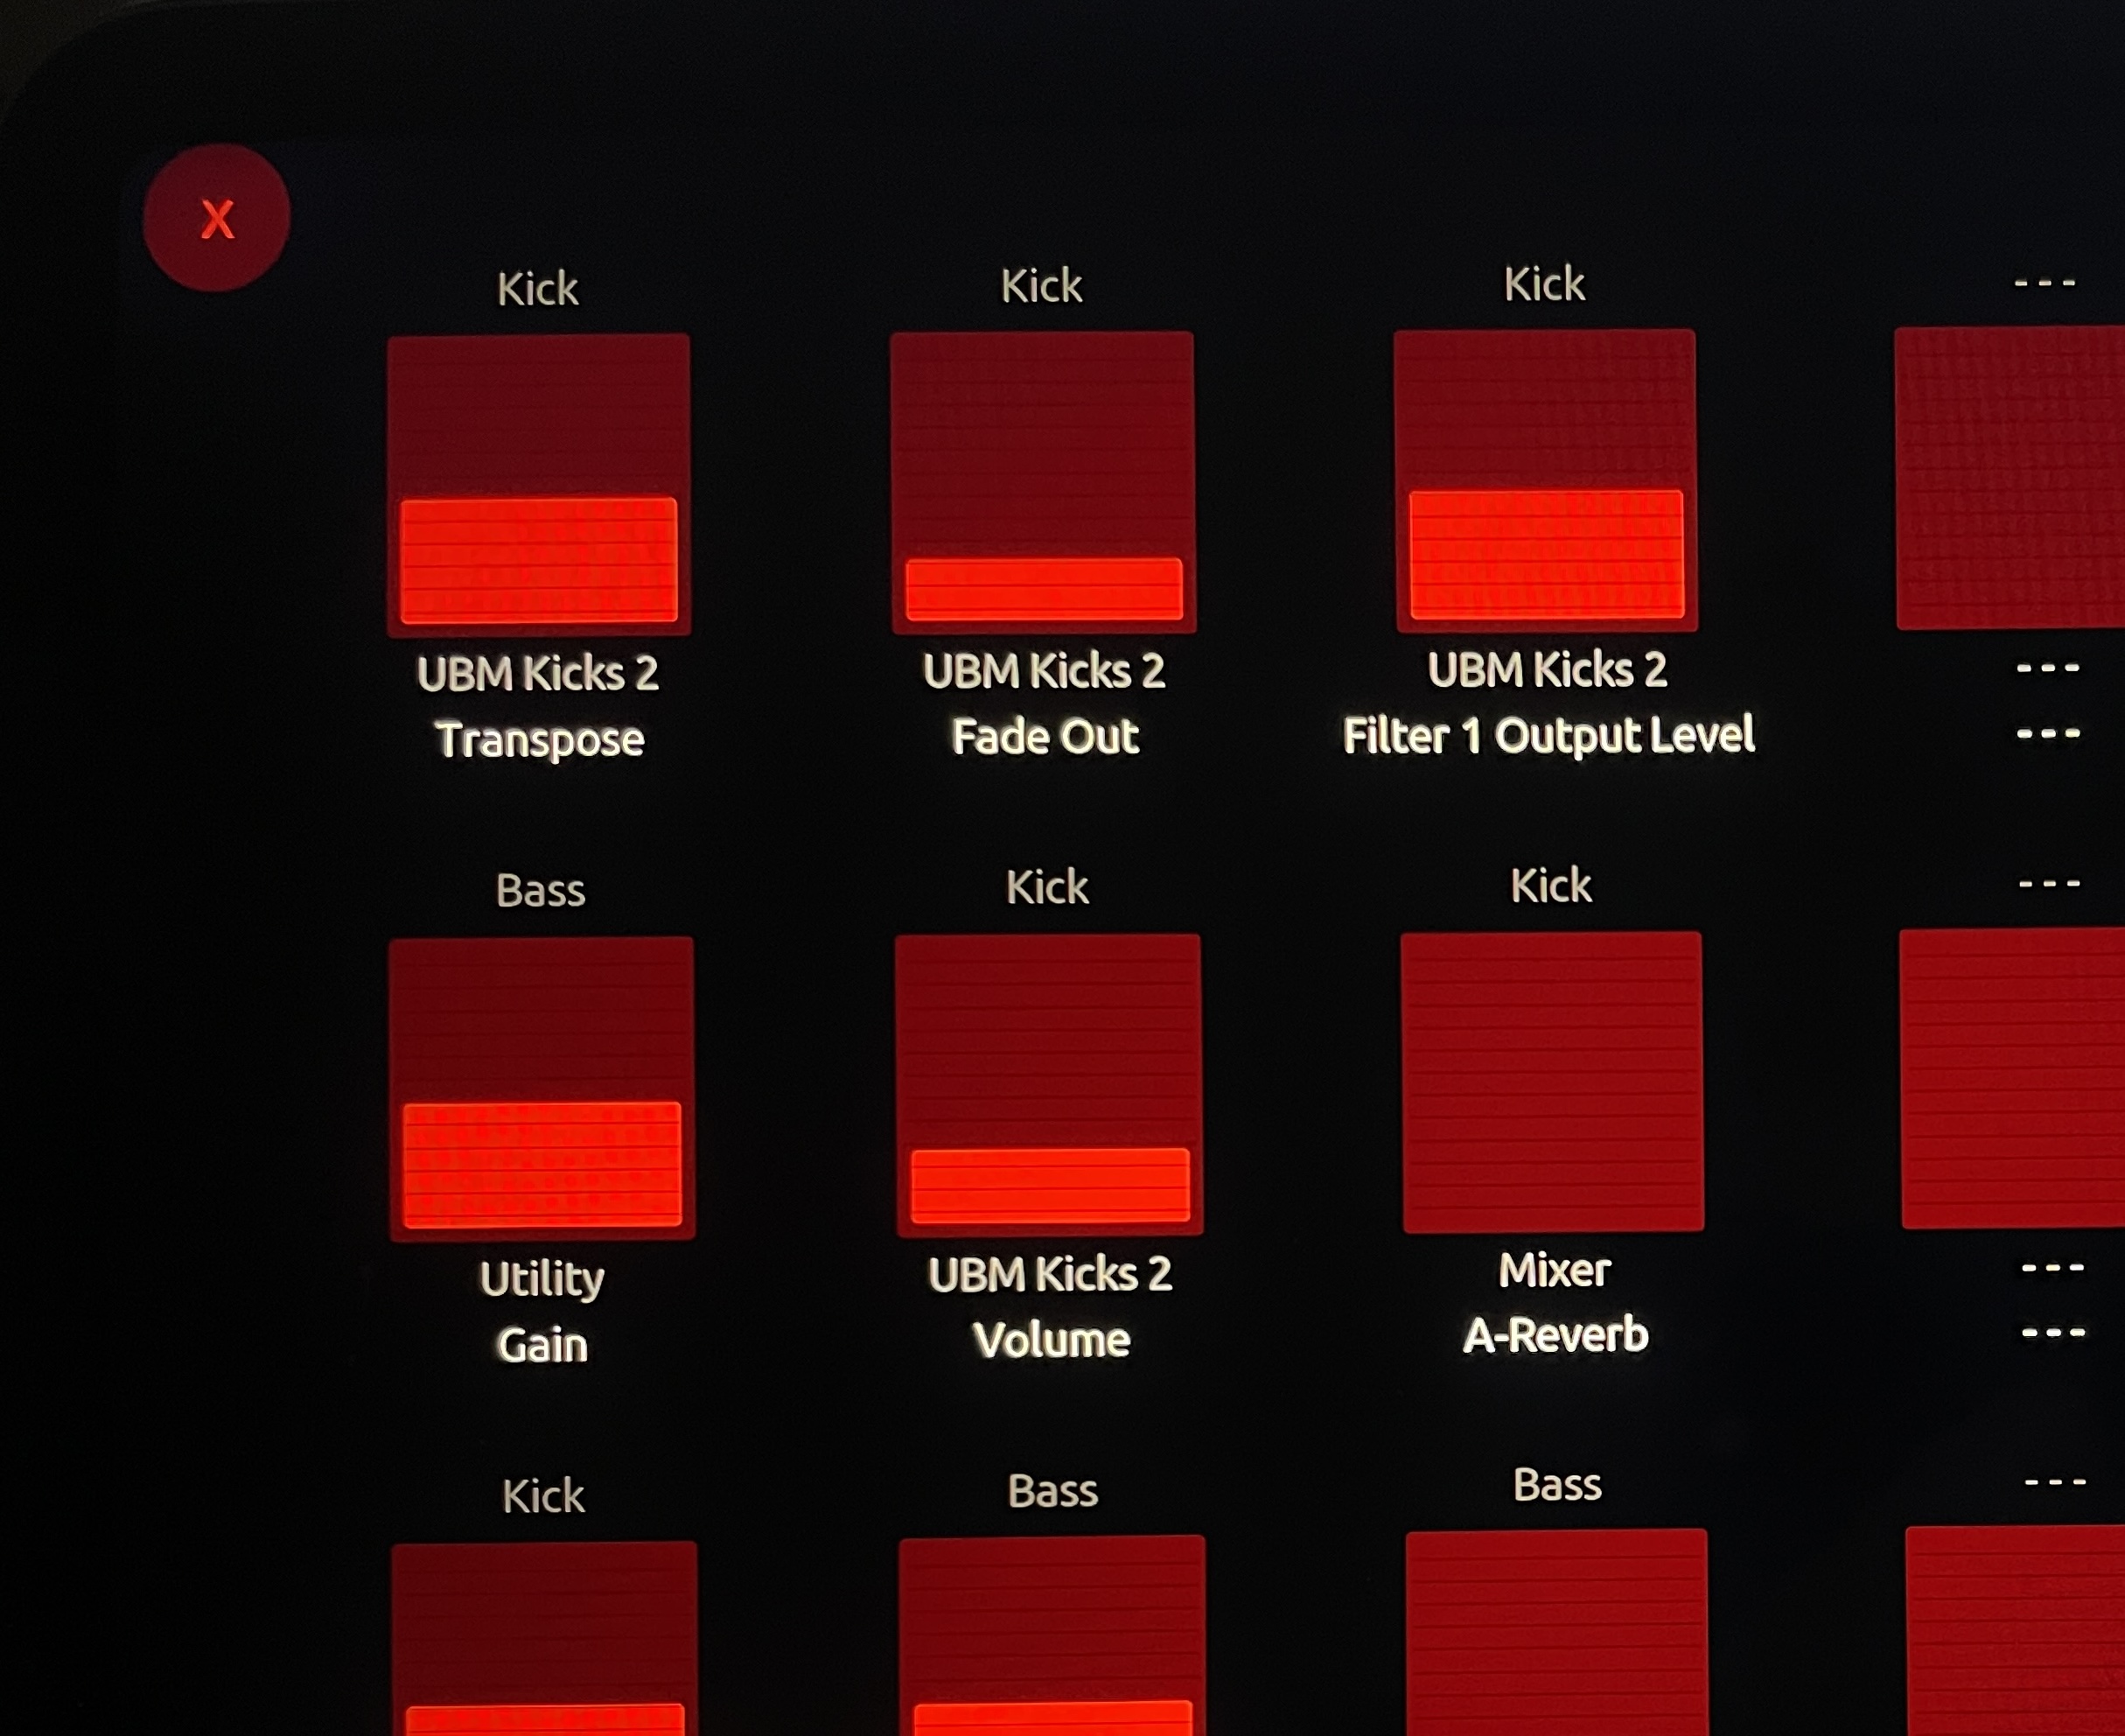 X
Kick
Kick
Kick
---
UBM Kicks 2
UBM Kicks 2
UBM Kicks 2
---
Transpose
Fade Out
Filter 1 Output Level
---
Bass
Kick
Kick
---
Utility
UBM Kicks 2
Mixer
---
Gain
Volume
A-Reverb
---
Kick
Bass
Bass
---